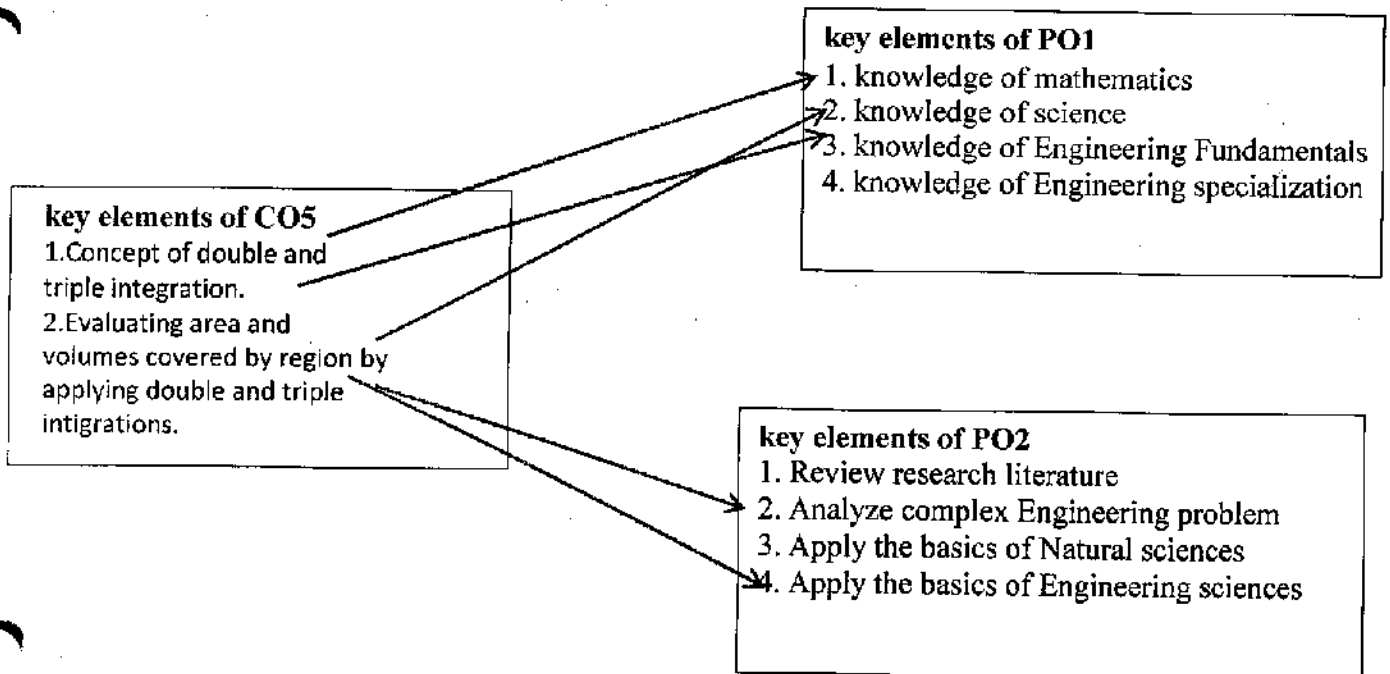 key elements of PO1
1. knowledge of mathematics
2. knowledge of science
3. knowledge of Engineering Fundamentals
4. knowledge of Engineering specialization
key elements of CO5
1.Concept of double and
triple integration.
2.Evaluating area and
volumes covered by region by
applying double and triple
intigrations.
key elements of PO2
1. Review research literature
2. Analyze complex Engineering problem
3. Apply the basics of Natural sciences
4. Apply the basics of Engineering sciences